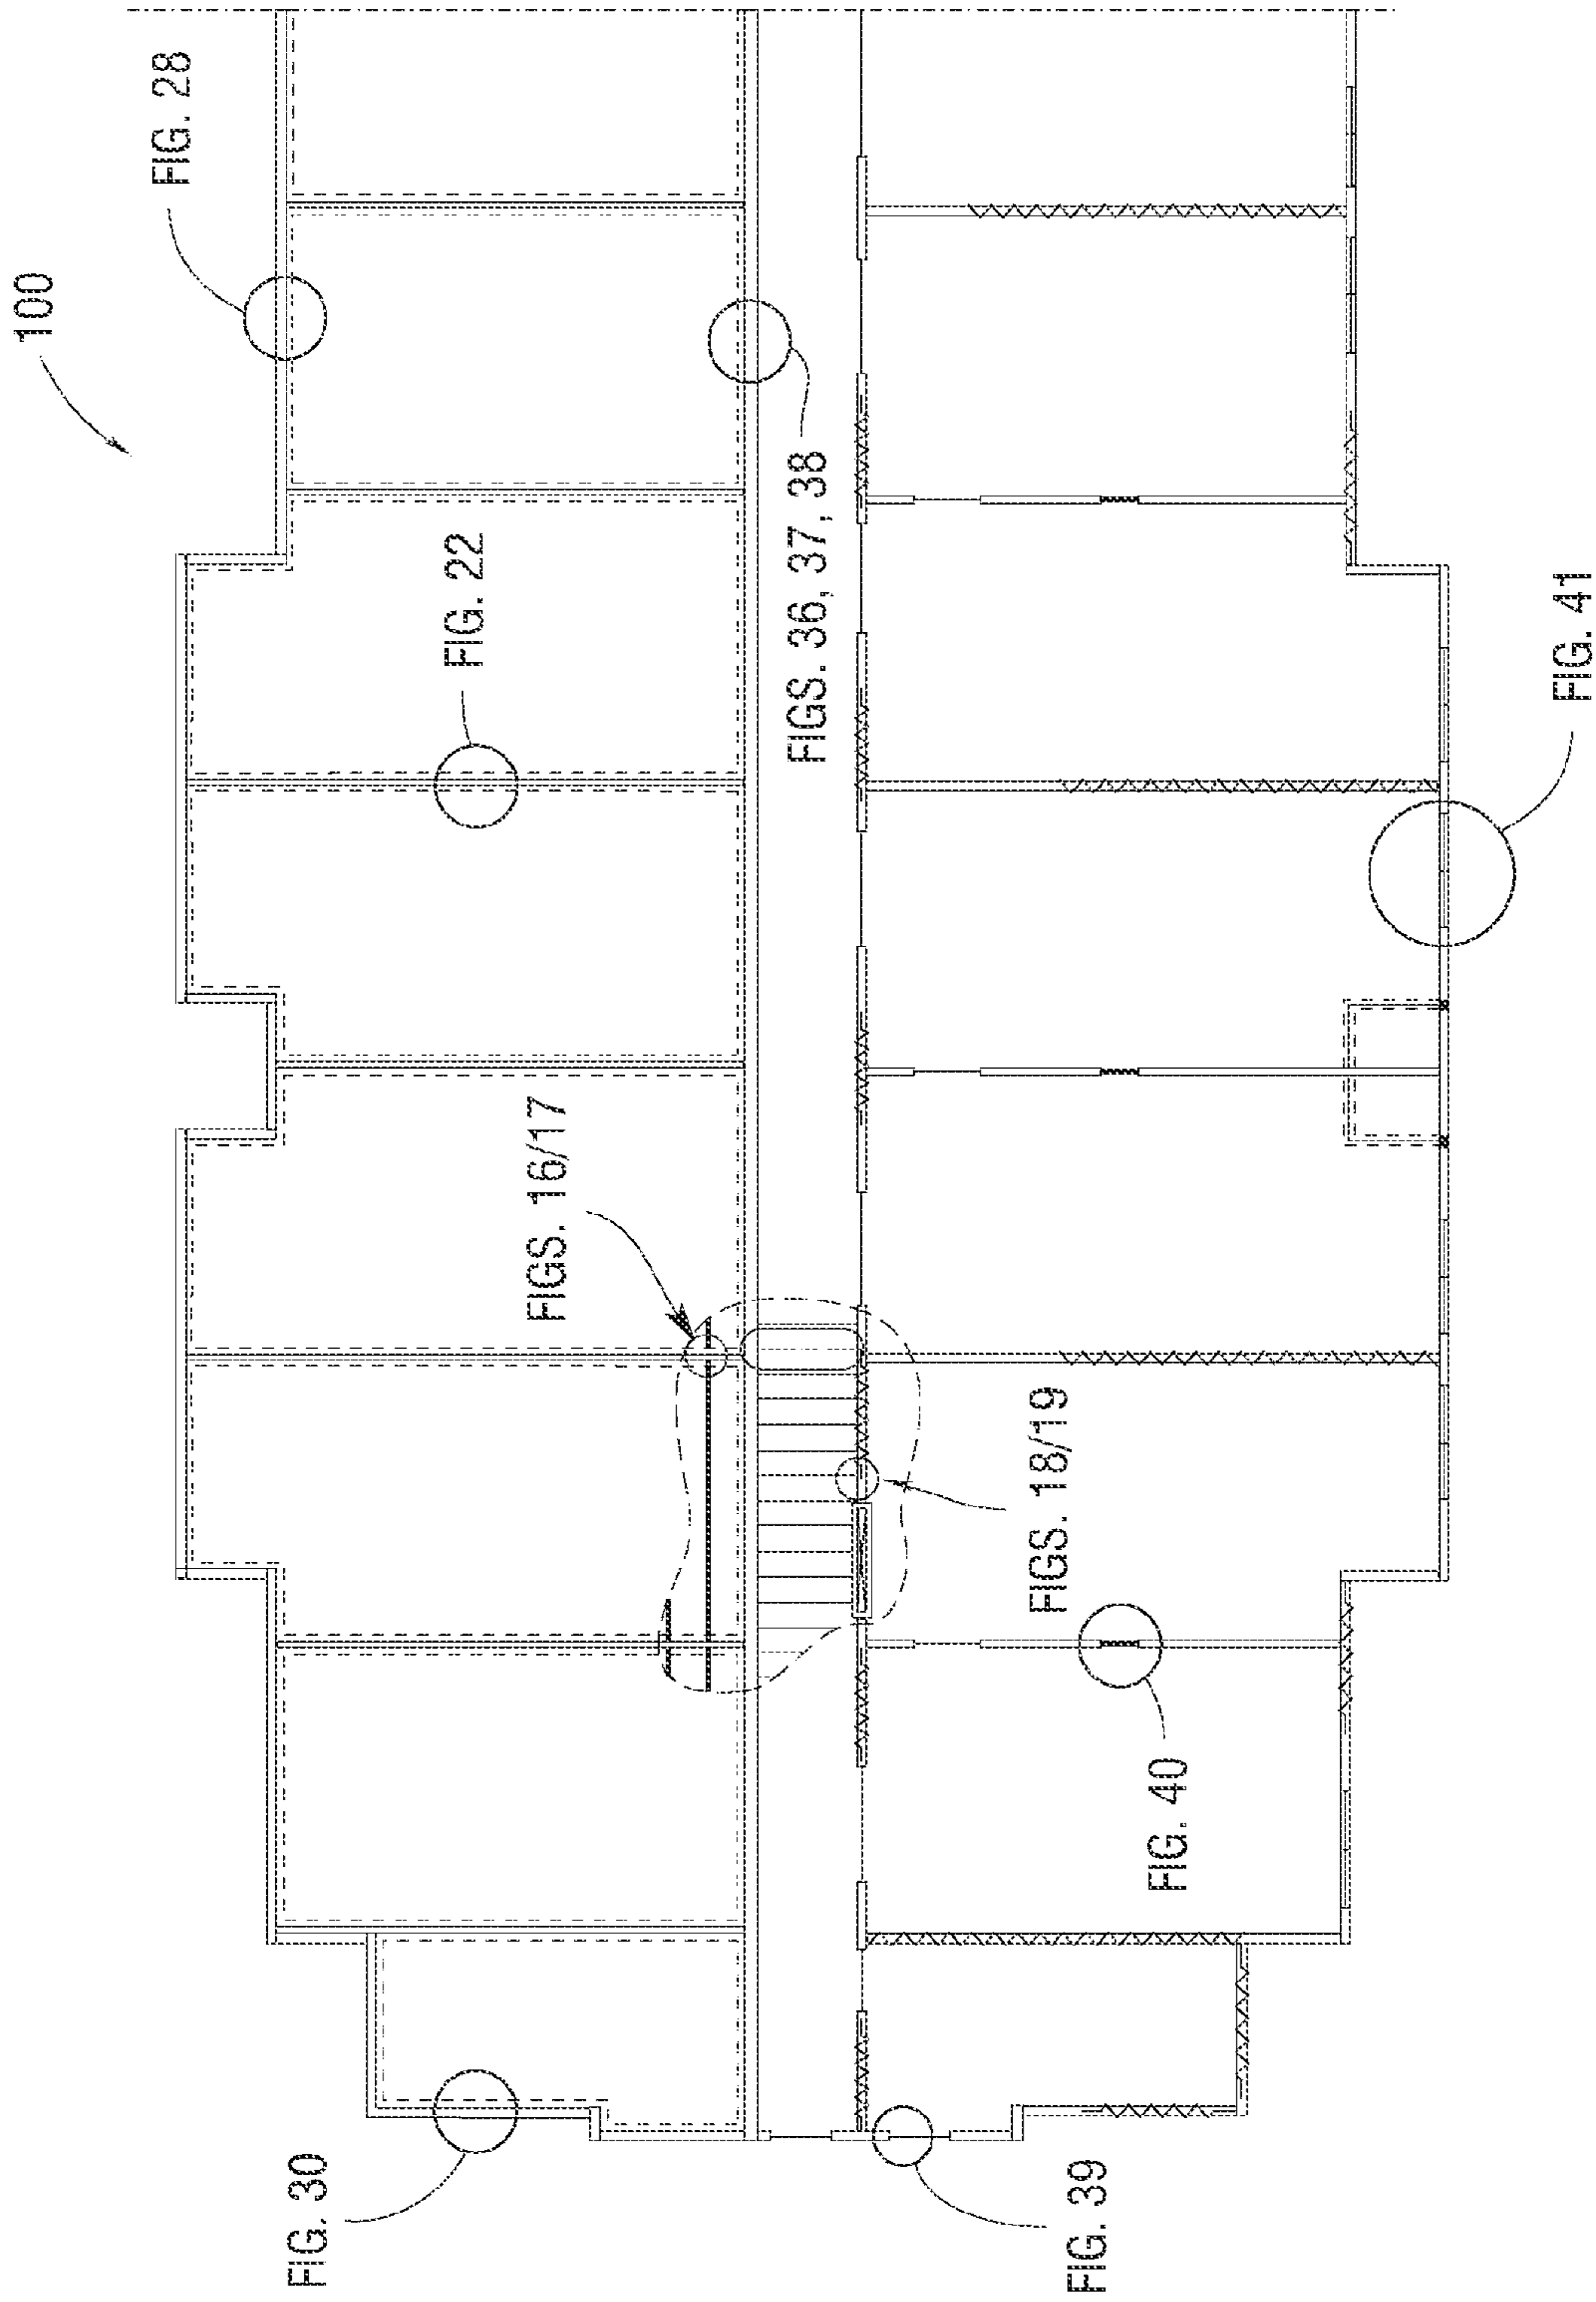 100
FIG. 28
FIG. 22
FIGS. 36, 37, 38
FIGS. 16/17
FIG. 41
FIGS. 18/19
FIG. 40
FIG. 30
FIG. 39